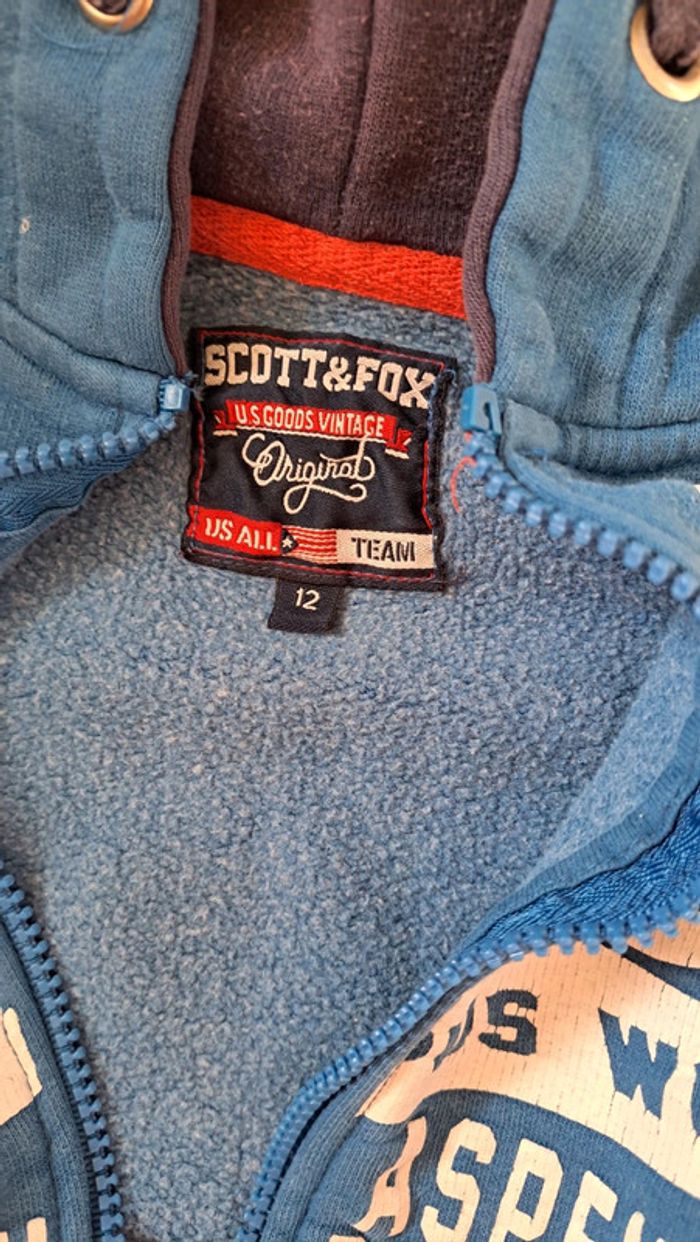 SCOTT&FOX
U.S GOODS VINTAGE
Original
US ALL TEAM
12